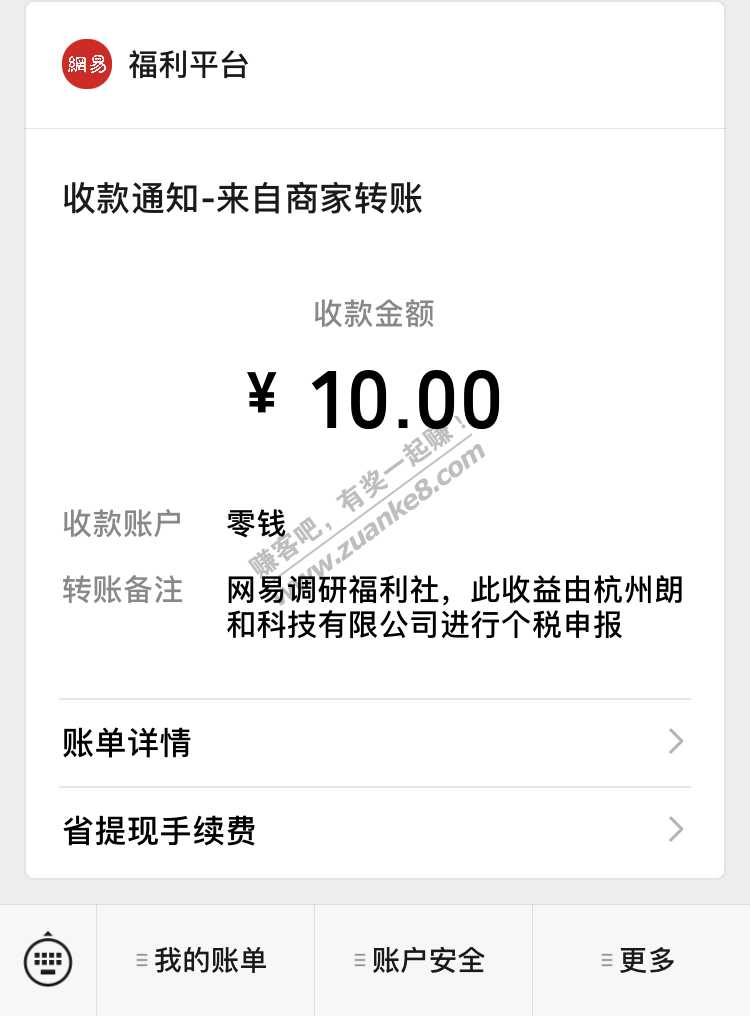 網易 福利平台
收款通知-来自商家转账
收款金额
¥ 10.00
赚客吧，有奖一起赚！
www.zuanke8.com
收款账户 零钱
转账备注 网易调研福利社，此收益由杭州朗
和科技有限公司进行个税申报
账单详情
省提现手续费
我的账单 账户安全 更多